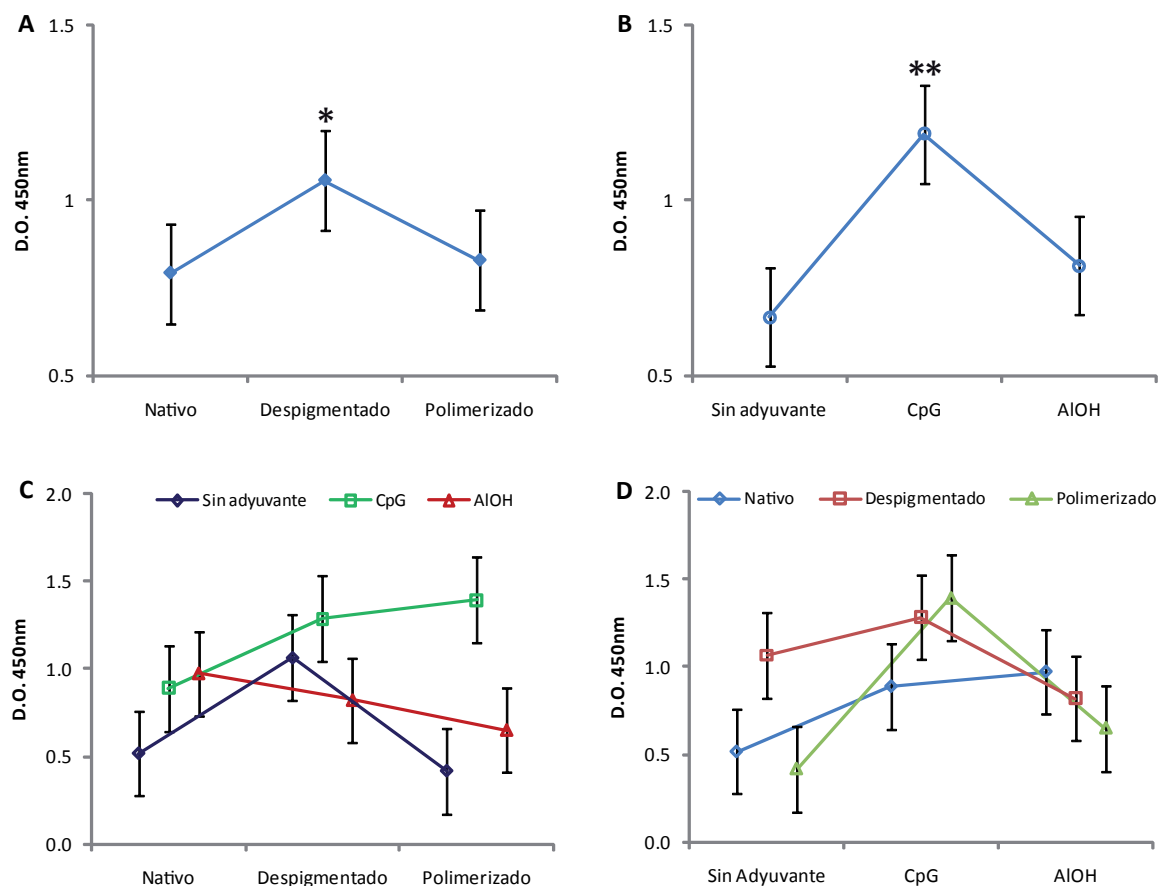 A
1.5
*
D.O. 450nm
1
0.5
Nativo Despigmentado Polimerizado
B
1.5
**
D.O. 450nm
1
0.5
Sin adyuvante CpG AlOH
C
2.0
Sin adyuvante CpG AlOH
1.5
D.O. 450nm
1.0
0.5
0.0
Nativo Despigmentado Polimerizado
D
2.0
Nativo Despigmentado Polimerizado
1.5
D.O. 450nm
1.0
0.5
0.0
Sin Adyuvante CpG AlOH